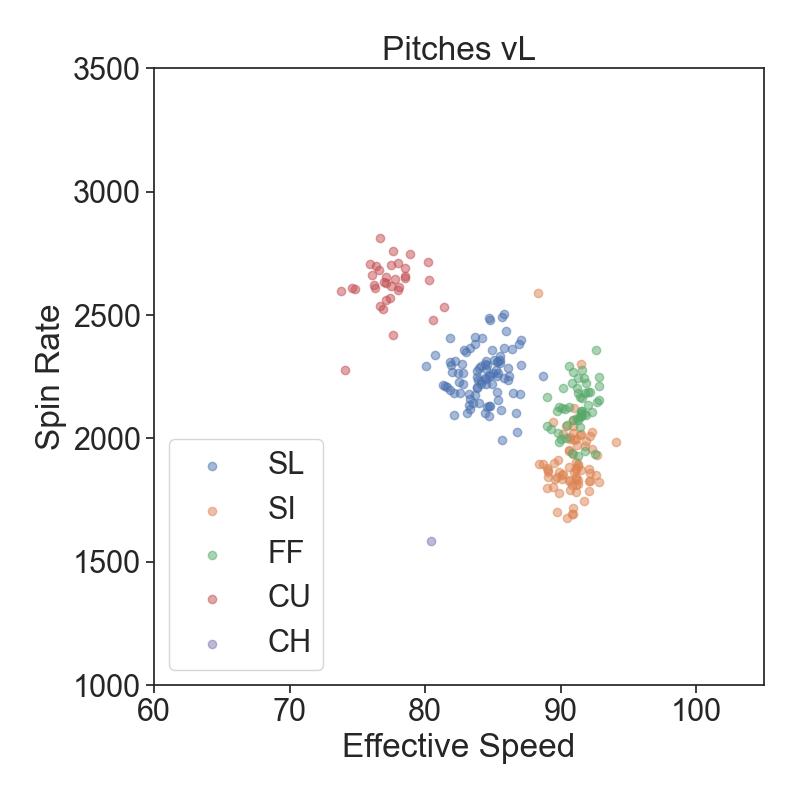 Pitches vL
3500
3000
2500
2000
1500
1000
Spin Rate
SL
SI
FF
CU
CH
60 70 80 90 100
Effective Speed